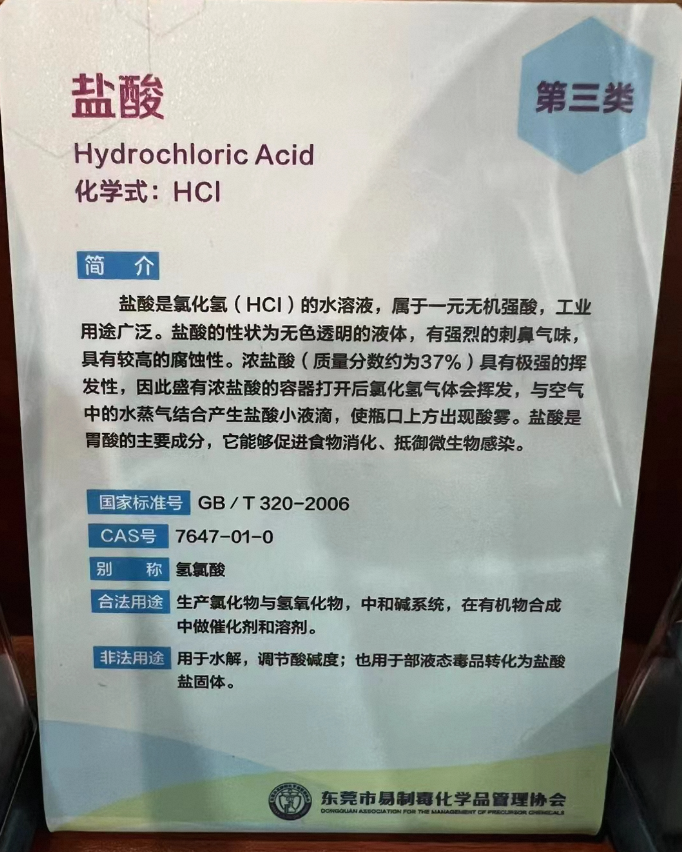 盐酸
第三类
Hydrochloric Acid
化学式：HCl
简 介
盐酸是氯化氢（HCl）的水溶液，属于一元无机强酸，工业
用途广泛。盐酸的性状为无色透明的液体，有强烈的刺鼻气味，
具有较高的腐蚀性。浓盐酸（质量分数约为37%）具有极强的挥
发性，因此盛有浓盐酸的容器打开后氯化氢气体会挥发，与空气
中的水蒸气结合产生盐酸小液滴，使瓶口上方出现酸雾。盐酸是
胃酸的主要成分，它能够促进食物消化、抵御微生物感染。
国家标准号 GB/T 320-2006
CAS号 7647-01-0
别 称 氢氯酸
合法用途 生产氯化物与氢氧化物，中和碱系统，在有机物合成
中做催化剂和溶剂。
非法用途 用于水解，调节酸碱度；也用于部液态毒品转化为盐酸
盐固体。
东莞市易制毒化学品管理协会
DONGGUAN ASSOCIATION FOR THE MANAGEMENT OF PRECURSOR CHEMICALS